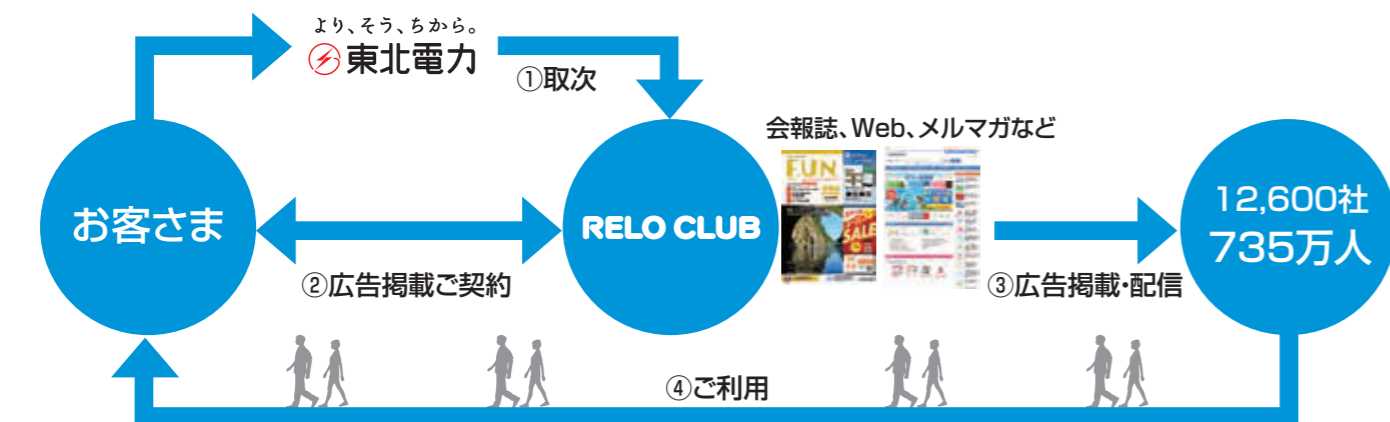 より、そう、ちから。
東北電力
①取次
お客さま
②広告掲載ご契約
RELO CLUB
会報誌、Web、メルマガなど
FUN
SALE
③広告掲載・配信
12,600社
735万人
④ご利用